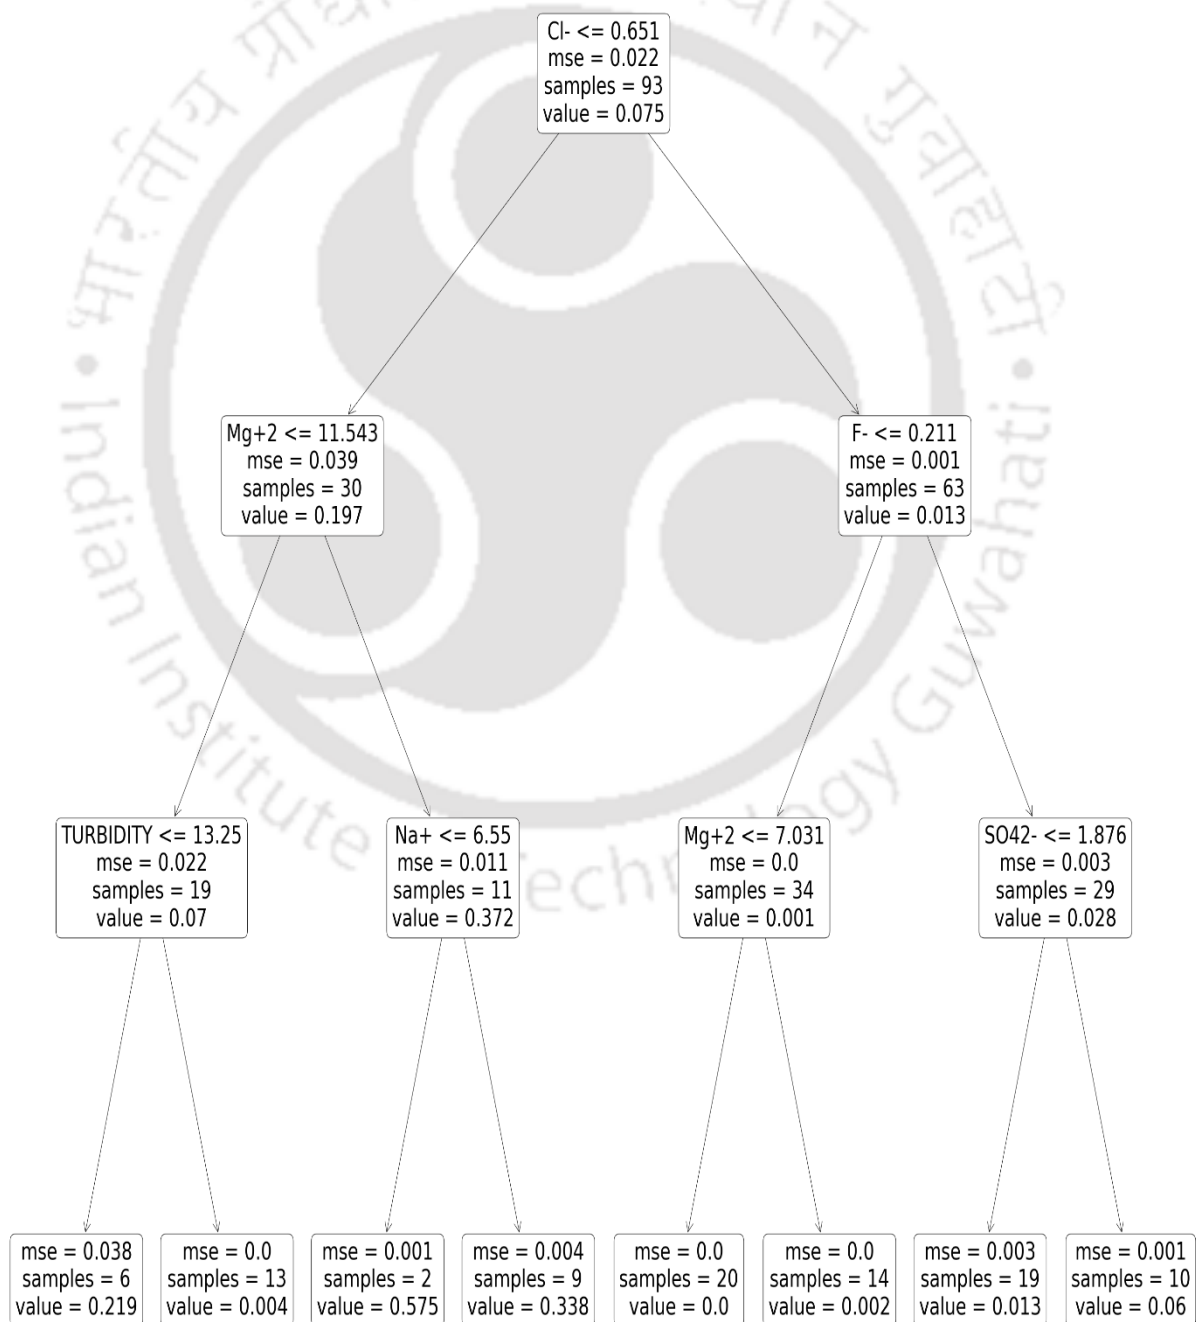 Cl- <= 0.651
mse = 0.022
samples = 93
value = 0.075
Mg+2 <= 11.543
mse = 0.039
samples = 30
value = 0.197
F- <= 0.211
mse = 0.001
samples = 63
value = 0.013
TURBIDITY <= 13.25
mse = 0.022
samples = 19
value = 0.07
Na+ <= 6.55
mse = 0.011
samples = 11
value = 0.372
Mg+2 <= 7.031
mse = 0.0
samples = 34
value = 0.001
SO42- <= 1.876
mse = 0.003
samples = 29
value = 0.028
mse = 0.038
samples = 6
value = 0.219
mse = 0.0
samples = 13
value = 0.004
mse = 0.001
samples = 2
value = 0.575
mse = 0.004
samples = 9
value = 0.338
mse = 0.0
samples = 20
value = 0.0
mse = 0.0
samples = 14
value = 0.002
mse = 0.003
samples = 19
value = 0.013
mse = 0.001
samples = 10
value = 0.06
भारतीय
गुवाहाटी
• Indian Institute
Guwahati •